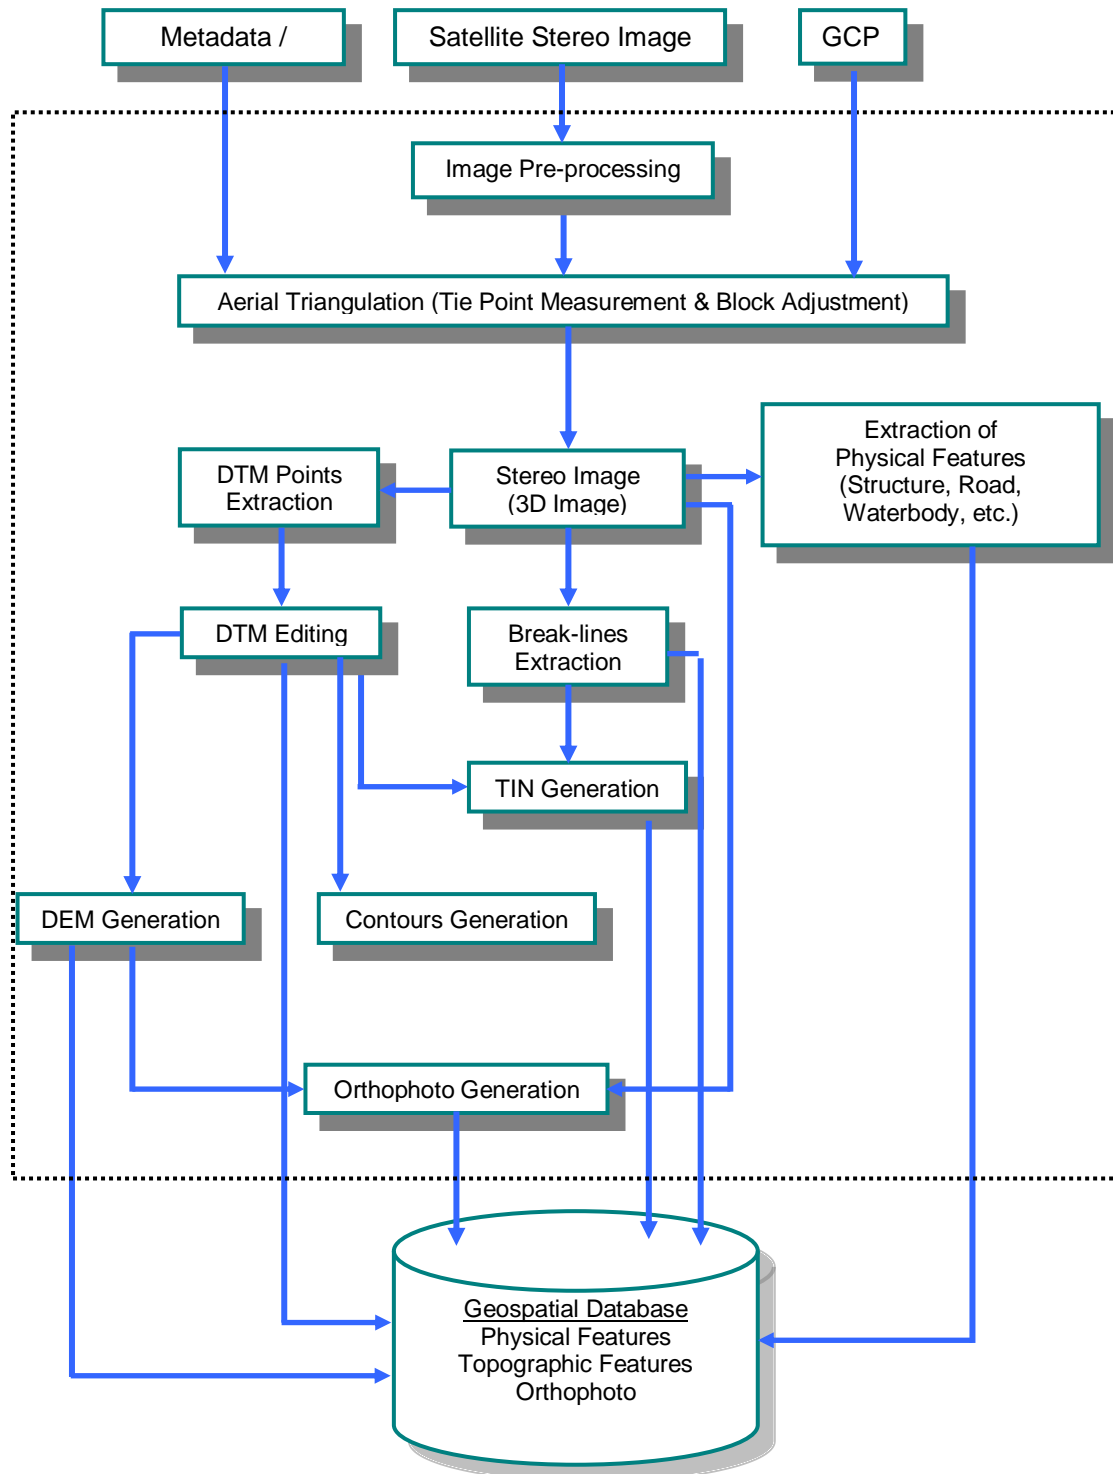 Metadata /
Satellite Stereo Image
GCP
Image Pre-processing
Aerial Triangulation (Tie Point Measurement & Block Adjustment)
DTM Points
Extraction
Stereo Image
(3D Image)
Extraction of
Physical Features
(Structure, Road,
Waterbody, etc.)
DTM Editing
Break-lines
Extraction
TIN Generation
DEM Generation
Contours Generation
Orthophoto Generation
Geospatial Database
Physical Features
Topographic Features
Orthophoto